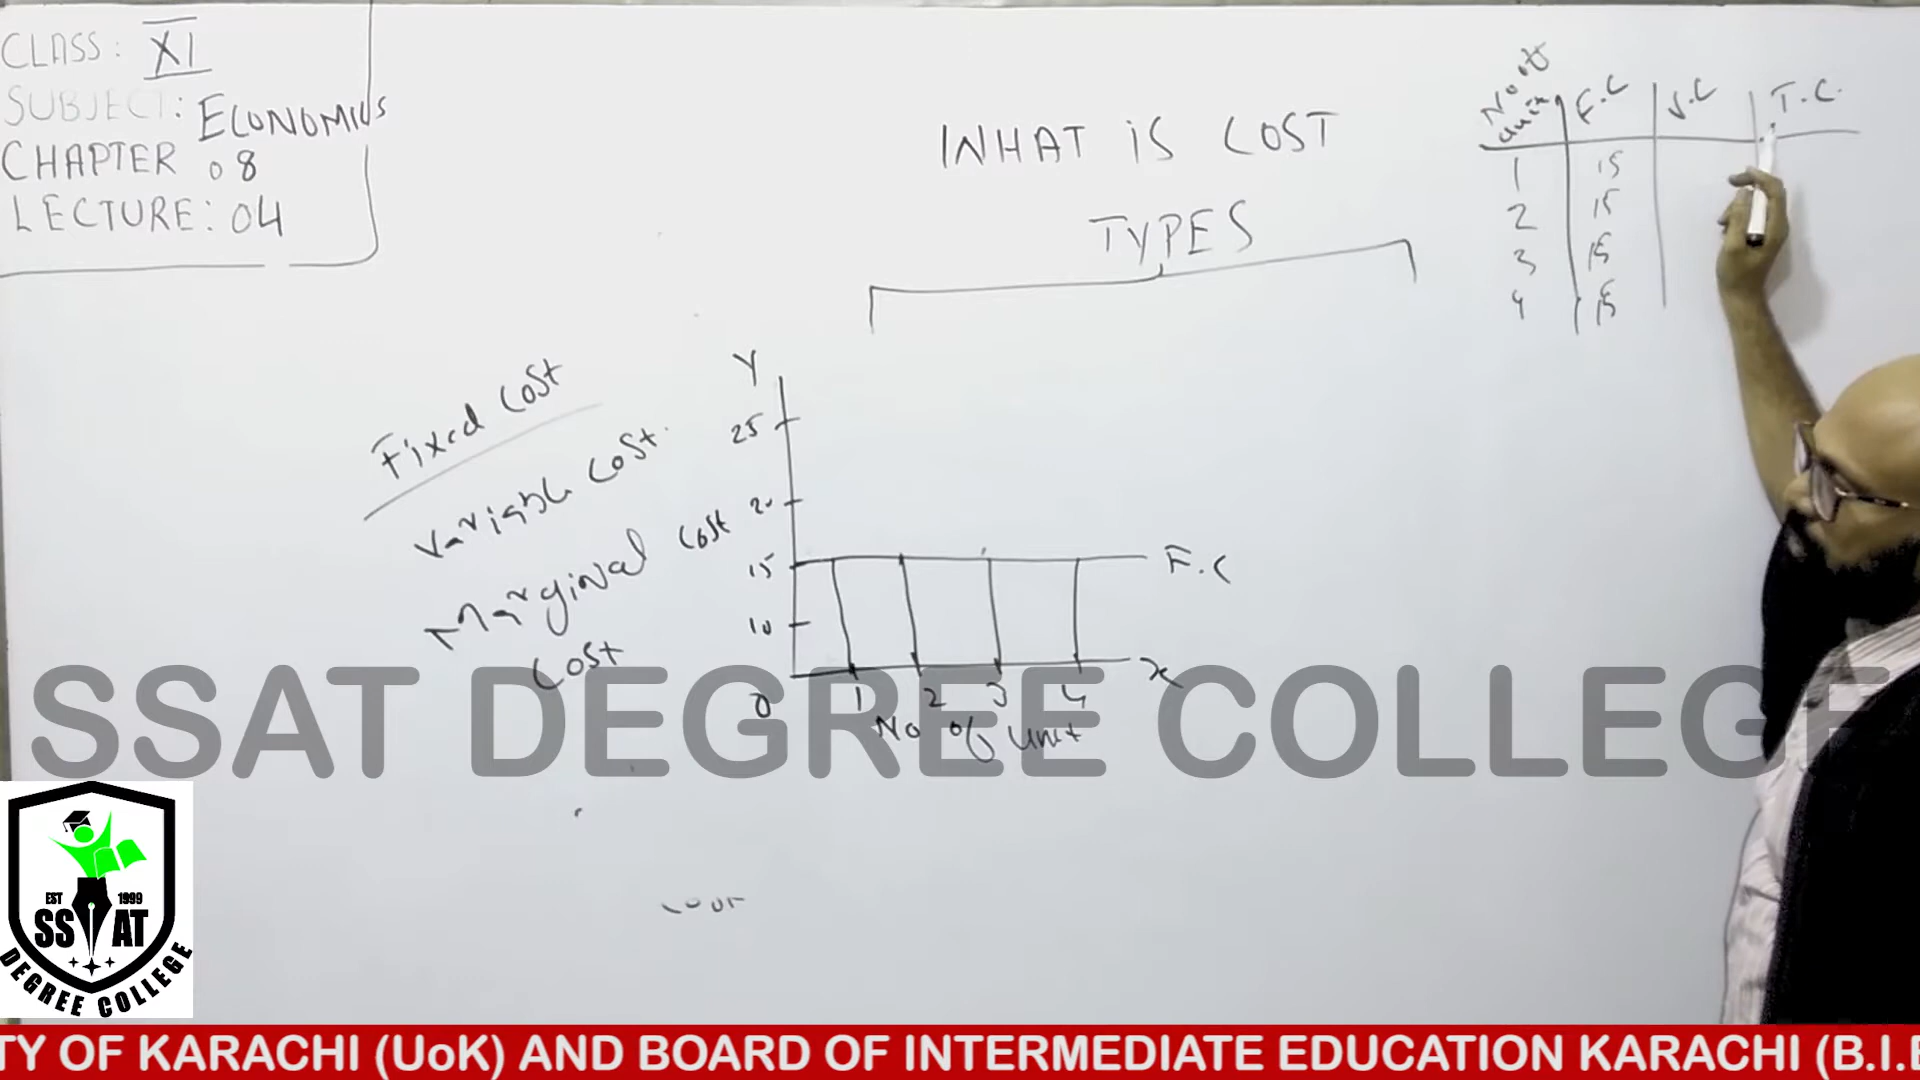 CLASS: XI
SUBJECT: ECONOMICS
CHAPTER 08
LECTURE: 04
WHAT IS COST
TYPES
No of unit F.C V.C T.C.
1 15
2 15
3 15
4 15
Fixed Cost
Variable Cost
Marginal Cost
Cost
Y
25
20
15
10
0 1 2 3 4 X
No of Unit
F.C
SSAT DEGREE COLLEGE
EST 1999
SSAT
DEGREE COLLEGE
TY OF KARACHI (UoK) AND BOARD OF INTERMEDIATE EDUCATION KARACHI (B.I.E